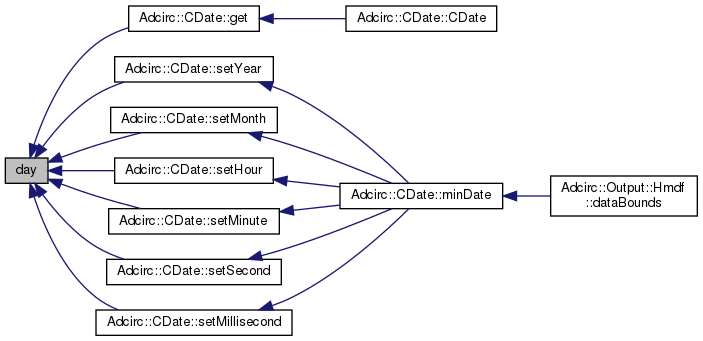 Adcirc::CDate::get
Adcirc::CDate::CDate
Adcirc::CDate::setYear
Adcirc::CDate::setMonth
day
Adcirc::CDate::setHour
Adcirc::CDate::setMinute
Adcirc::CDate::setSecond
Adcirc::CDate::setMillisecond
Adcirc::CDate::minDate
Adcirc::Output::Hmdf
::dataBounds